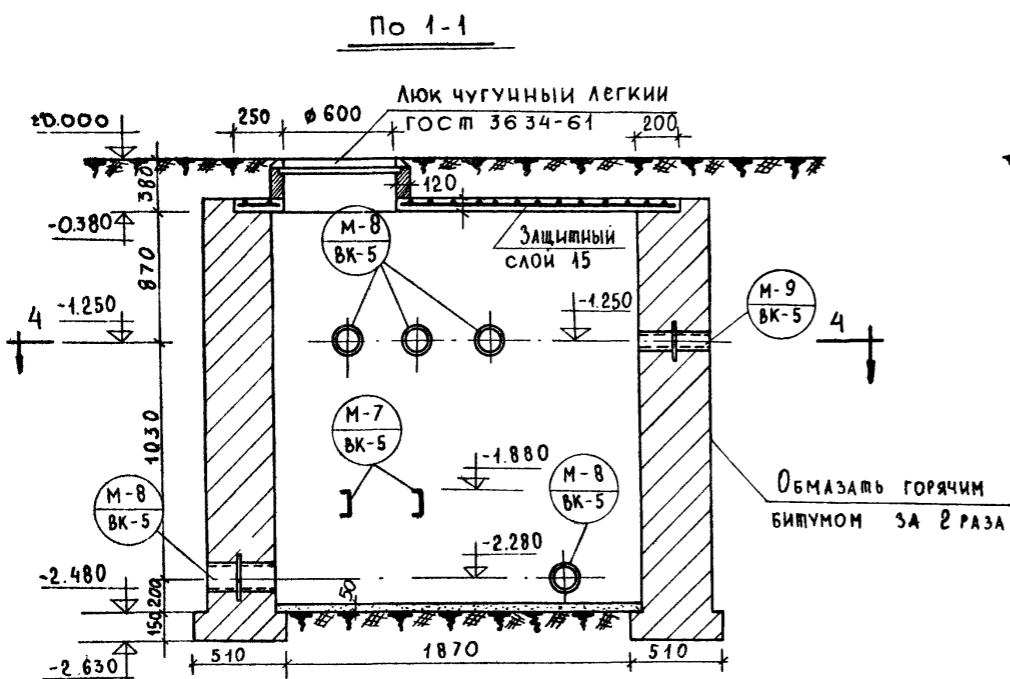 По 1-1
Люк чугунный легкий
ГОСТ 3634-61
250
ø 600
200
±0.000
380
120
-0.380
М-8
ВК-5
Защитный
слой 15
870
-1.250
-1.250
М-9
ВК-5
4
4
1030
М-7
ВК-5
-1.880
М-8
ВК-5
М-8
ВК-5
Обмазать горячим
битумом за 2 раза
-2.280
-2.480
50
200
150
-2.630
510
1870
510